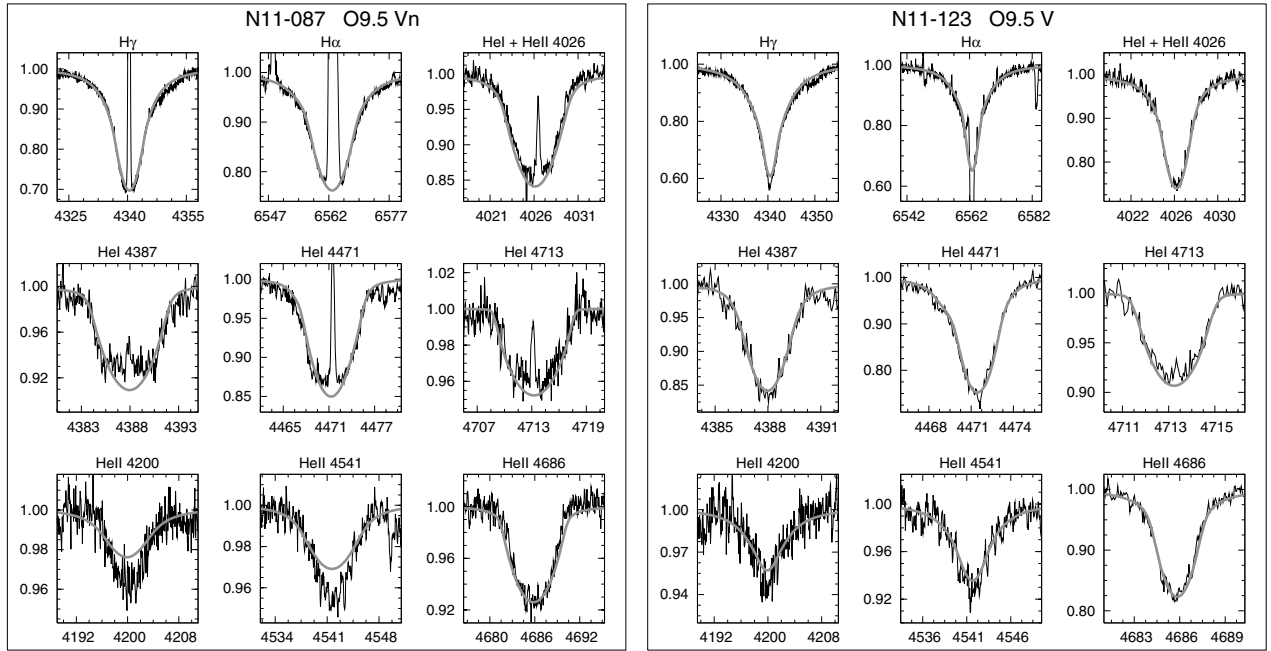 N11-087 O9.5 Vn
Hγ Hα HeI + HeII 4026
1.00 0.90 0.80 0.70
4325 4340 4355
1.00 0.90 0.80
6547 6562 6577
1.00 0.95 0.90 0.85
4021 4026 4031
HeI 4387 HeI 4471 HeI 4713
1.00 0.96 0.92
4383 4388 4393
1.00 0.95 0.90 0.85
4465 4471 4477
1.02 1.00 0.98 0.96
4707 4713 4719
HeII 4200 HeII 4541 HeII 4686
1.00 0.98 0.96
4192 4200 4208
1.00 0.98 0.96
4534 4541 4548
1.00 0.96 0.92
4680 4686 4692
N11-123 O9.5 V
Hγ Hα HeI + HeII 4026
1.00 0.80 0.60
4330 4340 4350
1.00 0.80 0.60
6542 6562 6582
1.00 0.90 0.80
4022 4026 4030
HeI 4387 HeI 4471 HeI 4713
1.00 0.95 0.90 0.85
4385 4388 4391
1.00 0.90 0.80
4468 4471 4474
1.00 0.95 0.90
4711 4713 4715
HeII 4200 HeII 4541 HeII 4686
1.00 0.97 0.94
4192 4200 4208
1.00 0.96 0.92
4536 4541 4546
1.00 0.90 0.80
4683 4686 4689